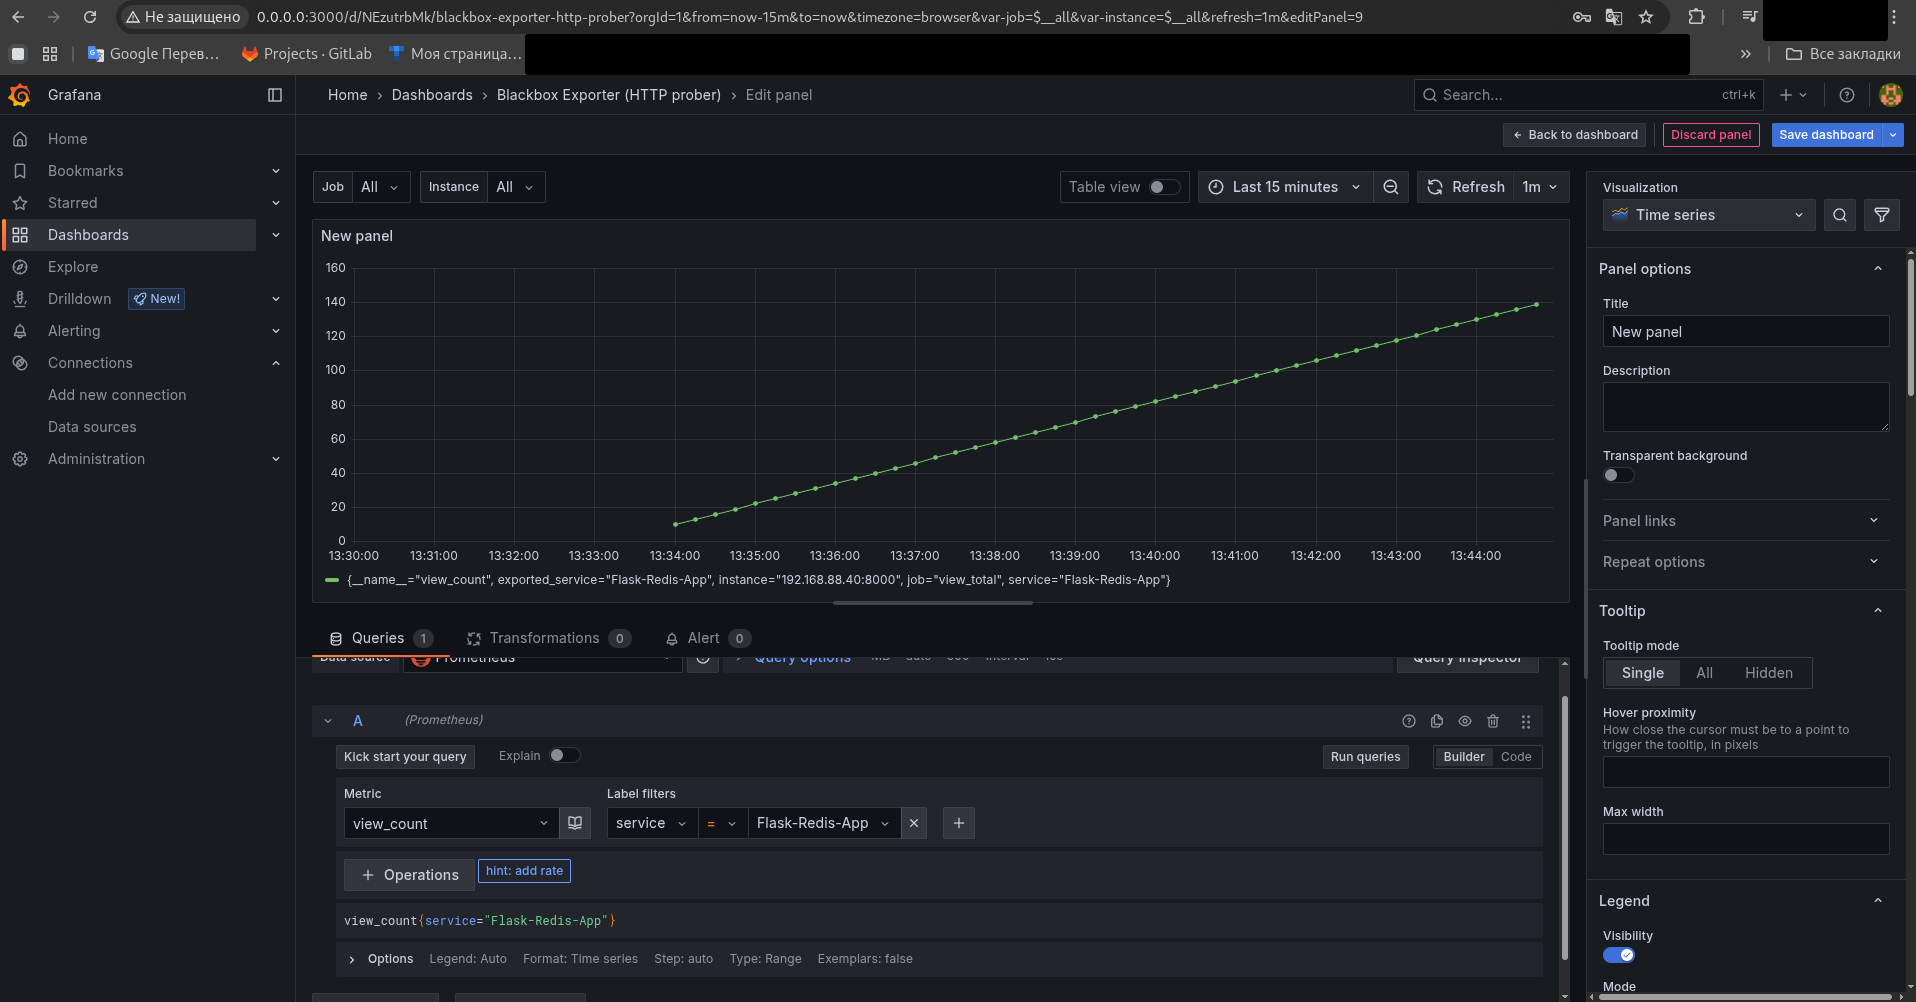 Не защищено
0.0.0.0:3000/d/NEzutrbMk/blackbox-exporter-http-prober?orgId=1&from=now-15m&to=now&timezone=browser&var-job=$__all&var-instance=$__all&refresh=1m&editPanel=9
Google Перев...
Projects · GitLab
Моя страница...
»
Все закладки
Grafana
Home › Dashboards › Blackbox Exporter (HTTP prober) › Edit panel
Search...
ctrl+k
Back to dashboard
Discard panel
Save dashboard
Home
Bookmarks
Starred
Dashboards
Explore
Drilldown
New!
Alerting
Connections
Add new connection
Data sources
Administration
Job
All
Instance
All
Table view
Last 15 minutes
Refresh
1m
New panel
160
140
120
100
80
60
40
20
0
13:30:00 13:31:00 13:32:00 13:33:00 13:34:00 13:35:00 13:36:00 13:37:00 13:38:00 13:39:00 13:40:00 13:41:00 13:42:00 13:43:00 13:44:00
{__name__="view_count", exported_service="Flask-Redis-App", instance="192.168.88.40:8000", job="view_total", service="Flask-Redis-App"}
Queries 1
Transformations 0
Alert 0
Data source
Prometheus
Query options
Query inspector
A
(Prometheus)
Kick start your query
Explain
Run queries
Builder
Code
Metric
Label filters
view_count
service
=
Flask-Redis-App
+ Operations
hint: add rate
view_count{service="Flask-Redis-App"}
Options
Legend: Auto
Format: Time series
Step: auto
Type: Range
Exemplars: false
Visualization
Time series
Panel options
Title
New panel
Description
Transparent background
Panel links
Repeat options
Tooltip
Tooltip mode
Single
All
Hidden
Hover proximity
How close the cursor must be to a point to
trigger the tooltip, in pixels
Max width
Legend
Visibility
Mode